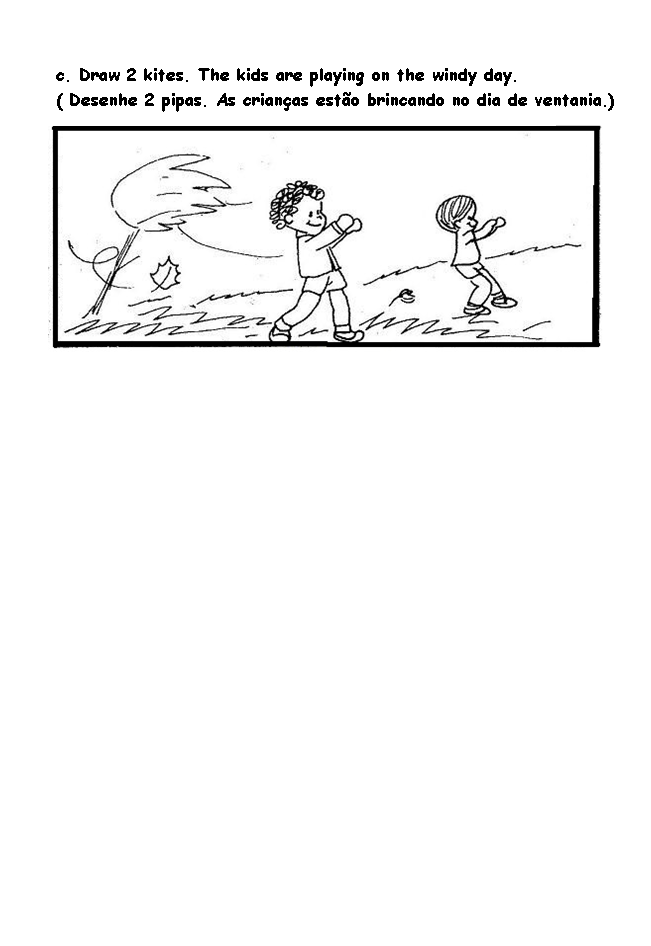 c. Draw 2 kites. The kids are playing on the windy day.
( Desenhe 2 pipas. As crianças estão brincando no dia de ventania.)